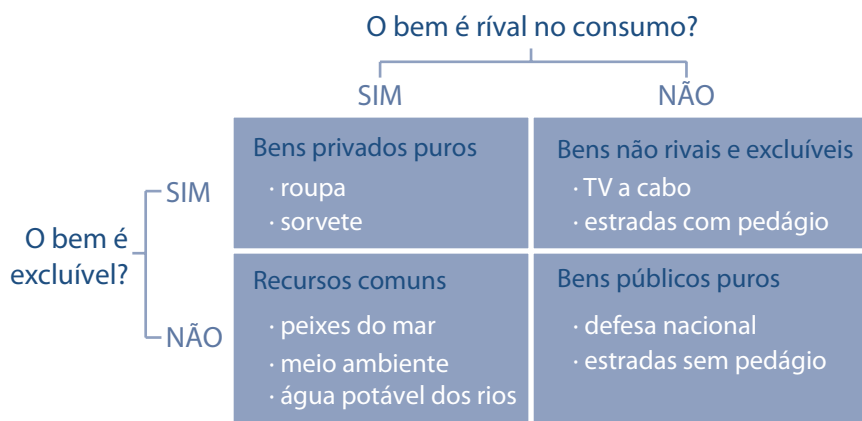 O bem é ríval no consumo?
SIM
NÃO
O bem é
excluível?
SIM
Bens privados puros
· roupa
· sorvete
Bens não rivais e excluíveis
· TV a cabo
· estradas com pedágio
NÃO
Recursos comuns
· peixes do mar
· meio ambiente
· água potável dos rios
Bens públicos puros
· defesa nacional
· estradas sem pedágio